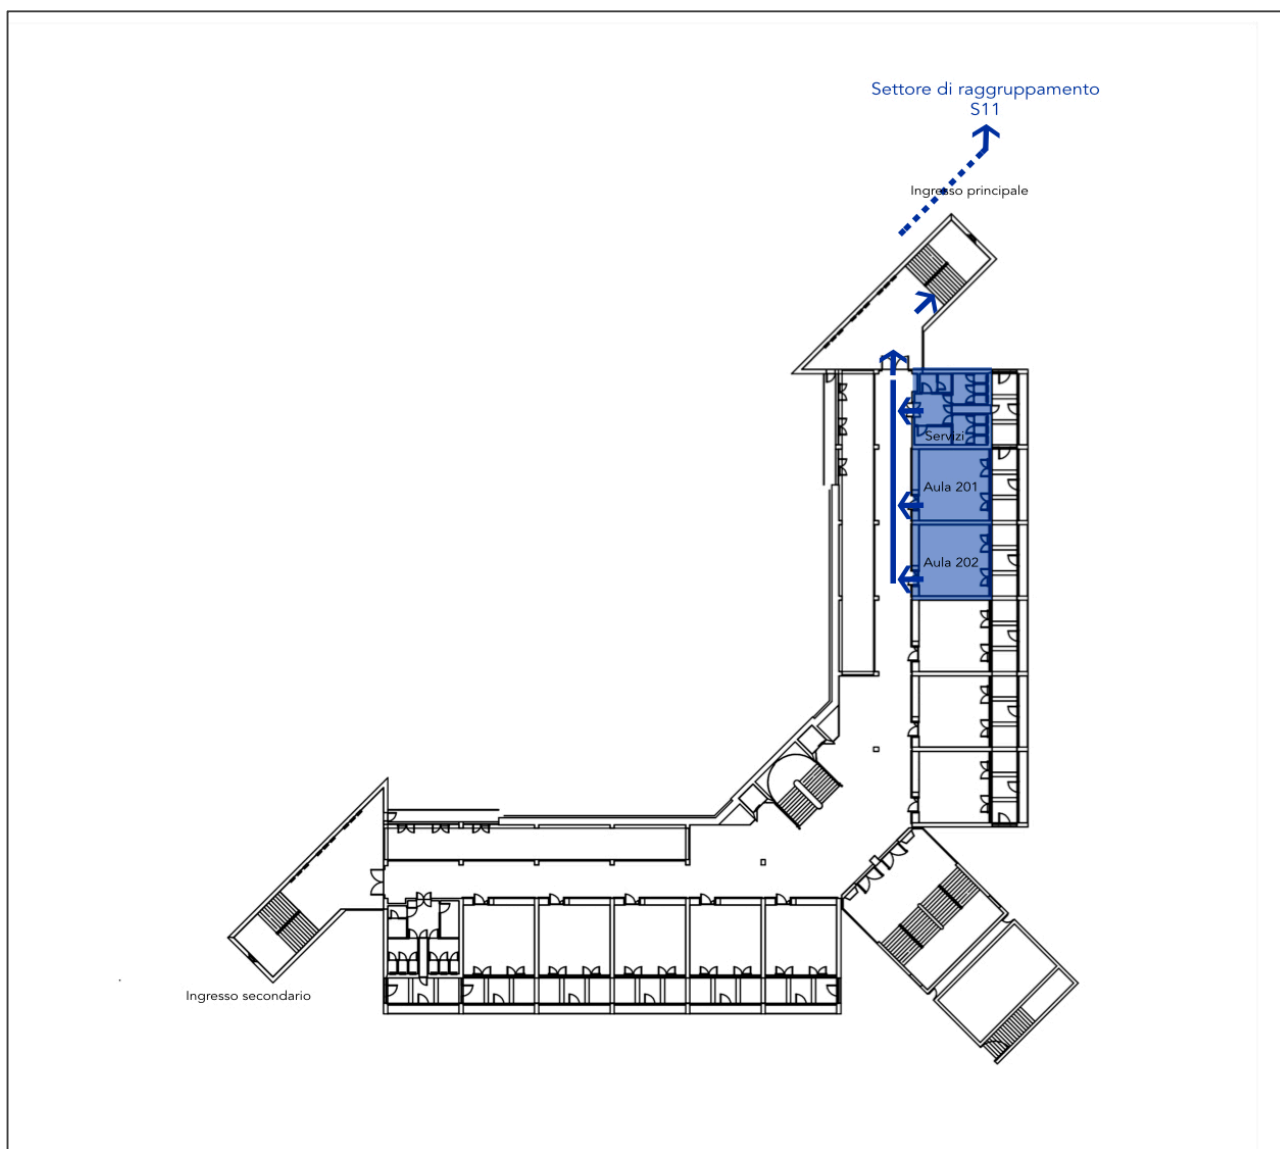 Settore di raggruppamento
S11
Ingresso principale
Servizi
Aula 201
Aula 202
Ingresso secondario